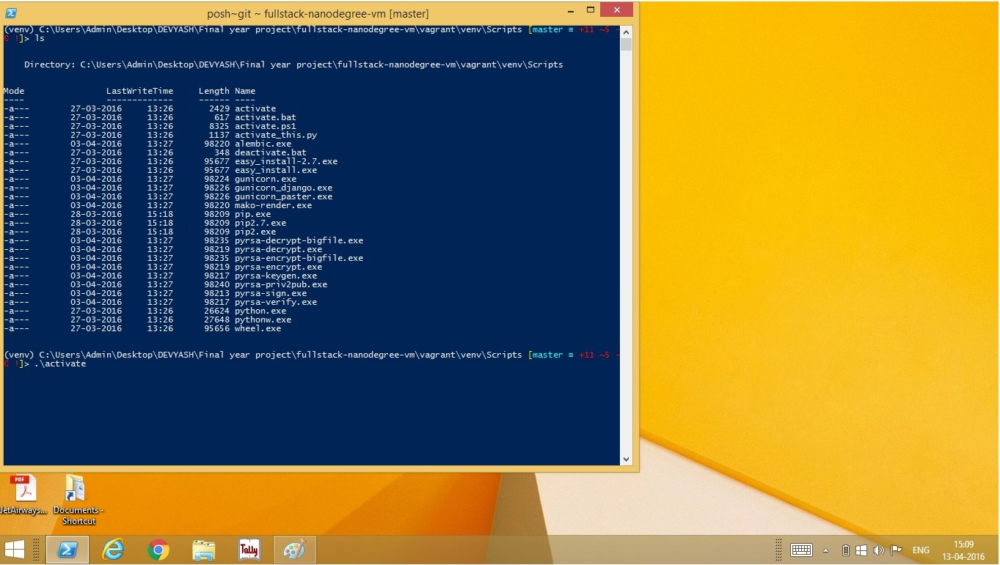 posh~git ~ fullstack-nanodegree-vm [master]
(venv) C:\Users\Admin\Desktop\DEVYASH\Final year project\fullstack-nanodegree-vm\vagrant\venv\Scripts [master ≡ +11 ~5 -
0 !]> ls
Directory: C:\Users\Admin\Desktop\DEVYASH\Final year project\fullstack-nanodegree-vm\vagrant\venv\Scripts
Mode LastWriteTime Length Name
---- ------------- ------ ----
-a--- 27-03-2016 13:26 2429 activate
-a--- 27-03-2016 13:26 617 activate.bat
-a--- 27-03-2016 13:26 8325 activate.ps1
-a--- 27-03-2016 13:26 1137 activate_this.py
-a--- 03-04-2016 13:27 98220 alembic.exe
-a--- 27-03-2016 13:26 348 deactivate.bat
-a--- 27-03-2016 13:26 95677 easy_install-2.7.exe
-a--- 27-03-2016 13:26 95677 easy_install.exe
-a--- 03-04-2016 13:27 98224 gunicorn.exe
-a--- 03-04-2016 13:27 98226 gunicorn_django.exe
-a--- 03-04-2016 13:27 98226 gunicorn_paster.exe
-a--- 03-04-2016 13:27 98220 mako-render.exe
-a--- 28-03-2016 15:18 98209 pip.exe
-a--- 28-03-2016 15:18 98209 pip2.7.exe
-a--- 28-03-2016 15:18 98209 pip2.exe
-a--- 03-04-2016 13:27 98235 pyrsa-decrypt-bigfile.exe
-a--- 03-04-2016 13:27 98219 pyrsa-decrypt.exe
-a--- 03-04-2016 13:27 98235 pyrsa-encrypt-bigfile.exe
-a--- 03-04-2016 13:27 98219 pyrsa-encrypt.exe
-a--- 03-04-2016 13:27 98217 pyrsa-keygen.exe
-a--- 03-04-2016 13:27 98240 pyrsa-priv2pub.exe
-a--- 03-04-2016 13:27 98213 pyrsa-sign.exe
-a--- 03-04-2016 13:27 98217 pyrsa-verify.exe
-a--- 27-03-2016 13:26 26624 python.exe
-a--- 27-03-2016 13:26 27648 pythonw.exe
-a--- 27-03-2016 13:26 95656 wheel.exe
(venv) C:\Users\Admin\Desktop\DEVYASH\Final year project\fullstack-nanodegree-vm\vagrant\venv\Scripts [master ≡ +11 ~5 -
0 !]> .\activate
PDF
JetAirways...
Documents -
Shortcut
Tally
ENG
15:09
13-04-2016